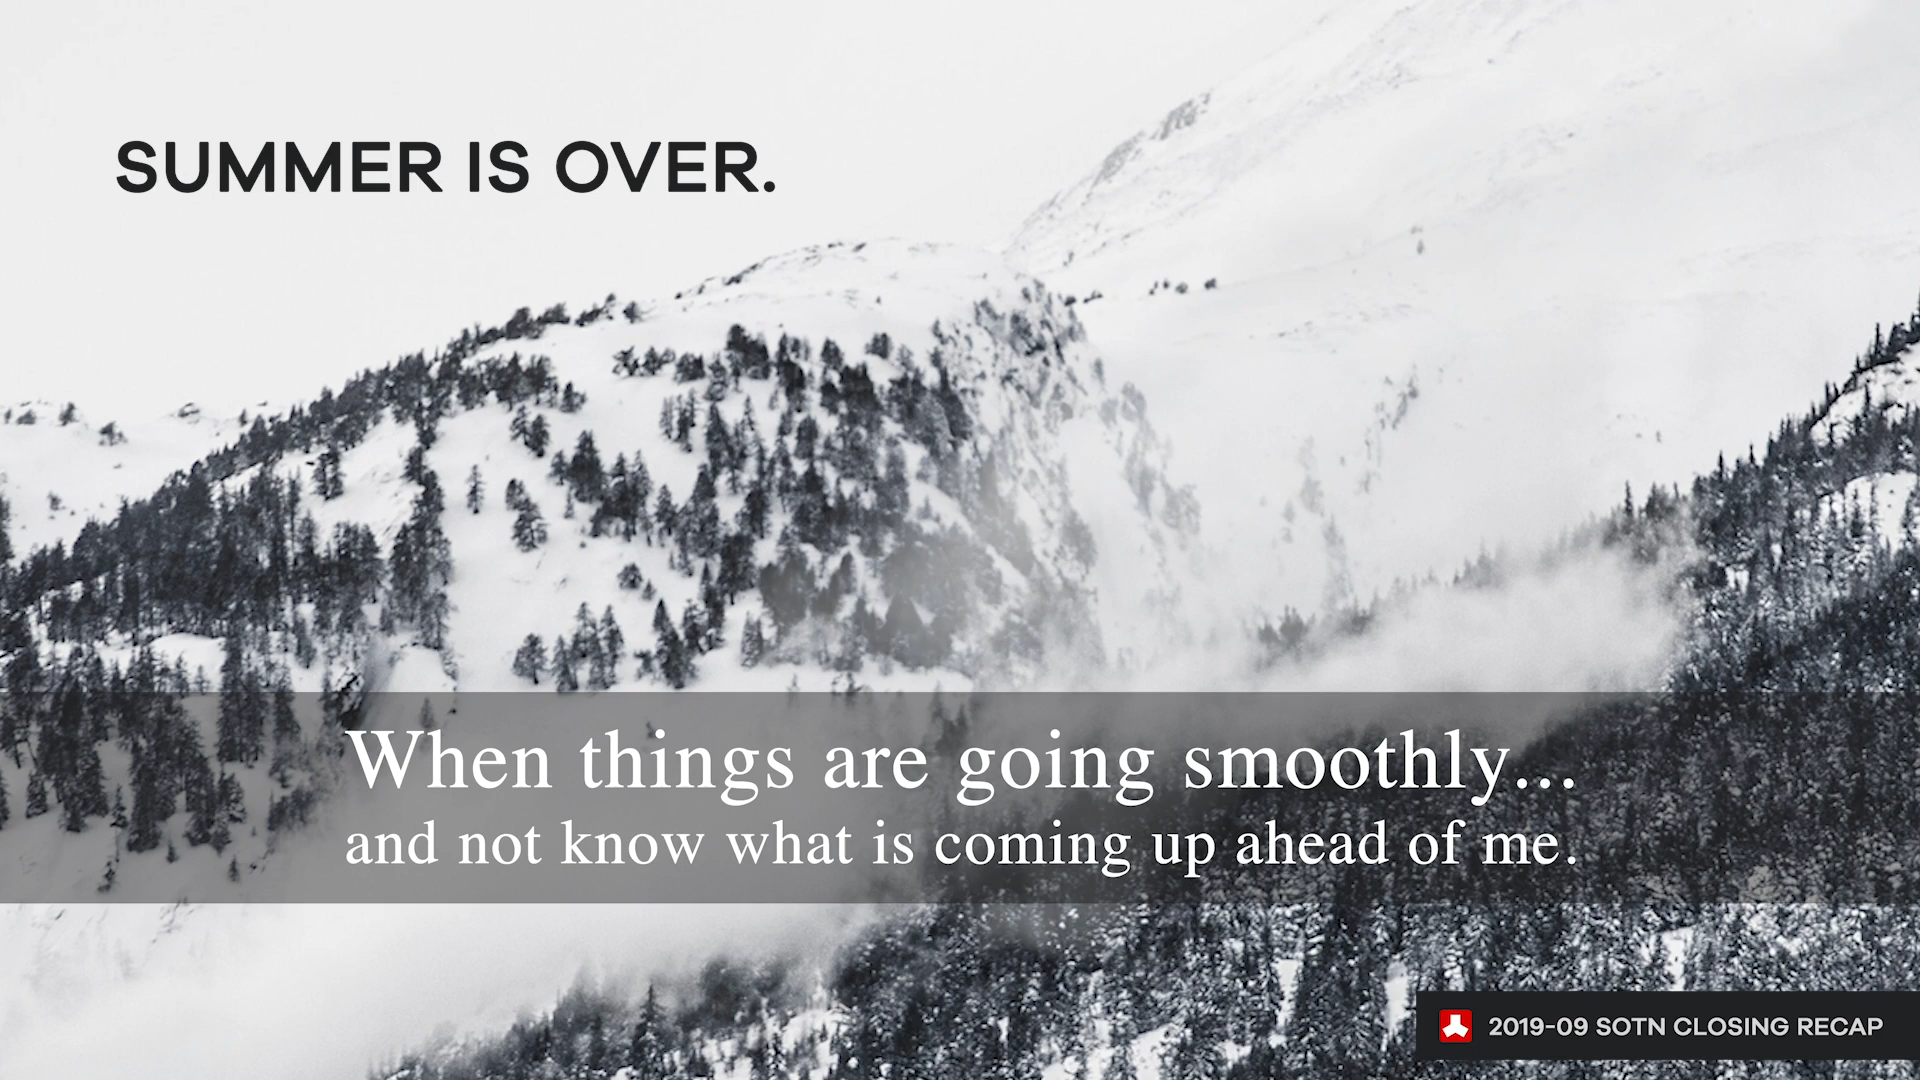 SUMMER IS OVER.
When things are going smoothly...
and not know what is coming up ahead of me.
2019-09 SOTN CLOSING RECAP